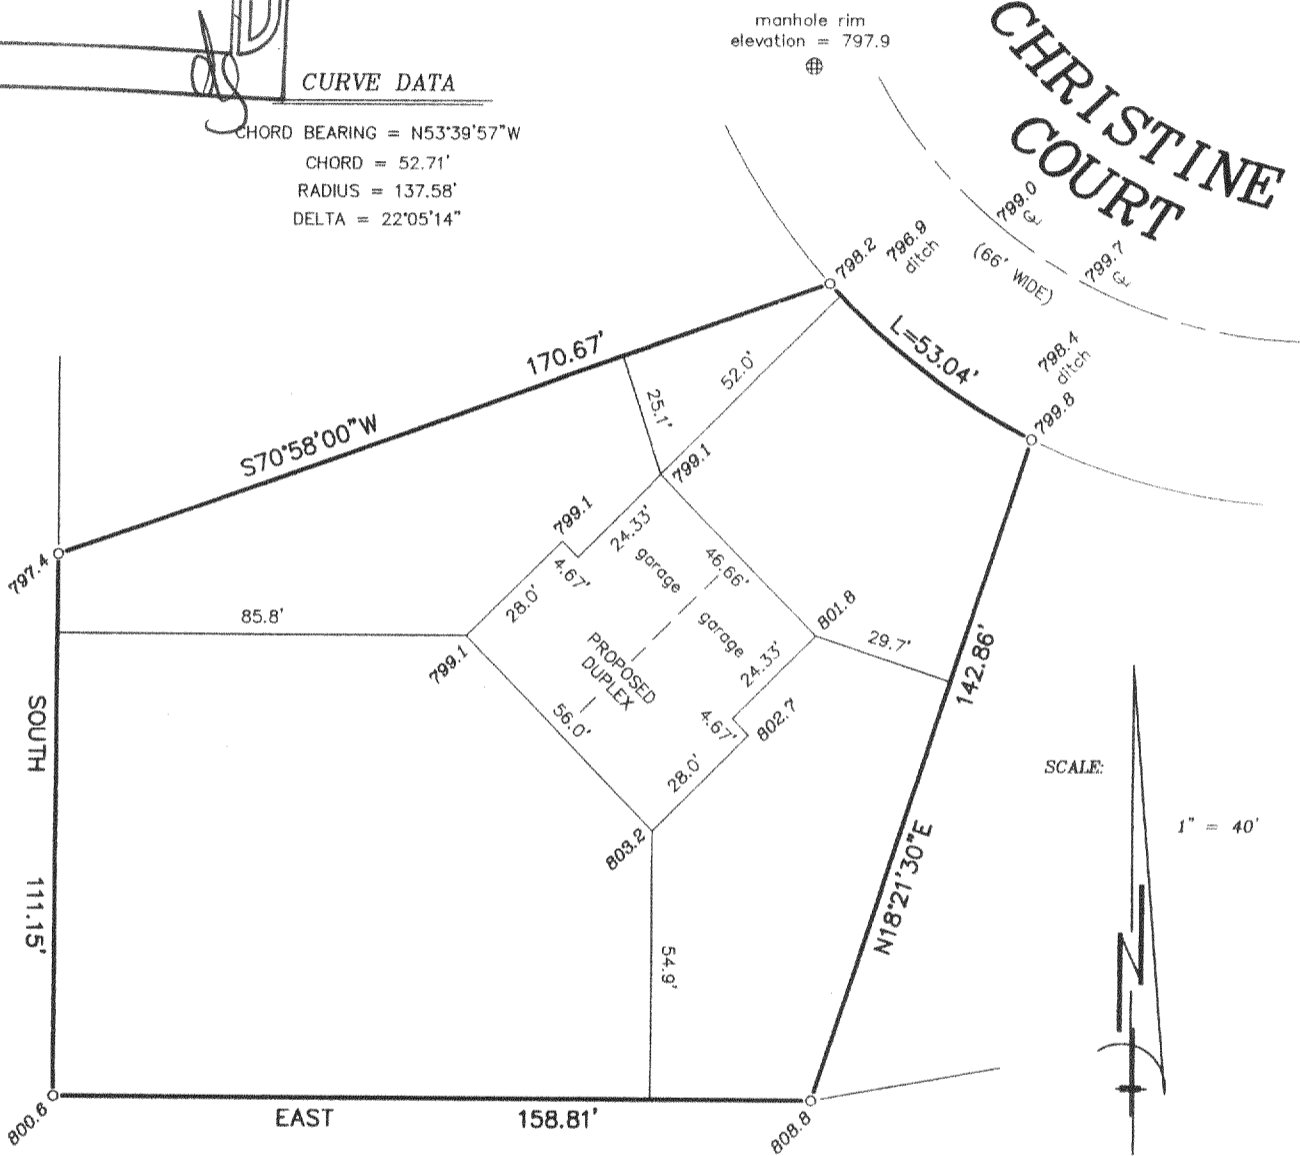 manhole rim
elevation = 797.9
CHRISTINE
COURT
CURVE DATA
CHORD BEARING = N53°39'57"W
CHORD = 52.71'
RADIUS = 137.58'
DELTA = 22°05'14"
799.0
799.7
(66' WIDE)
796.9
ditch
798.2
798.4
ditch
799.8
L=53.04'
170.67'
S70°58'00"W
52.0'
25.1'
799.1
799.1
24.33'
garage
46.66'
4.67'
28.0'
797.4
85.8'
799.1
801.8
garage
29.7'
24.33'
PROPOSED
DUPLEX
56.0'
4.67'
802.7
28.0'
803.2
142.86'
N18°21'30"E
SOUTH
111.15'
54.9'
SCALE:
1" = 40'
N
800.6
EAST
158.81'
808.8